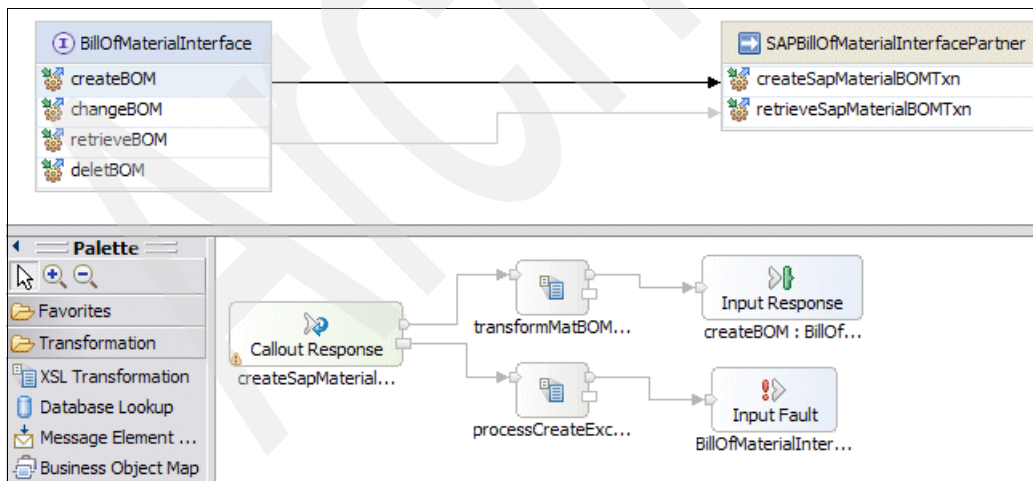 BillOfMaterialInterface
SAPBillOfMaterialInterfacePartner
createBOM
createSapMaterialBOMTxn
changeBOM
retrieveSapMaterialBOMTxn
retrieveBOM
deletBOM
Palette
Favorites
Transformation
XSL Transformation
Database Lookup
Message Element ...
Business Object Map
Callout Response
createSapMaterial...
transformMatBOM...
Input Response
createBOM : BillOf...
processCreateExc...
Input Fault
BillOfMaterialInter...